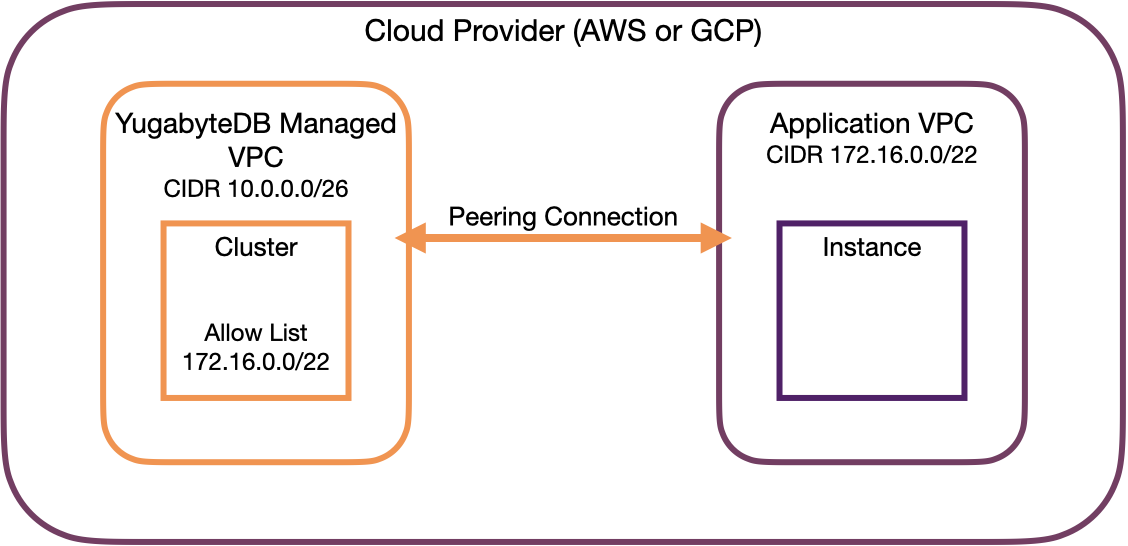 Cloud Provider (AWS or GCP)
YugabyteDB Managed
VPC
CIDR 10.0.0.0/26
Cluster
Allow List
172.16.0.0/22
Peering Connection
Application VPC
CIDR 172.16.0.0/22
Instance